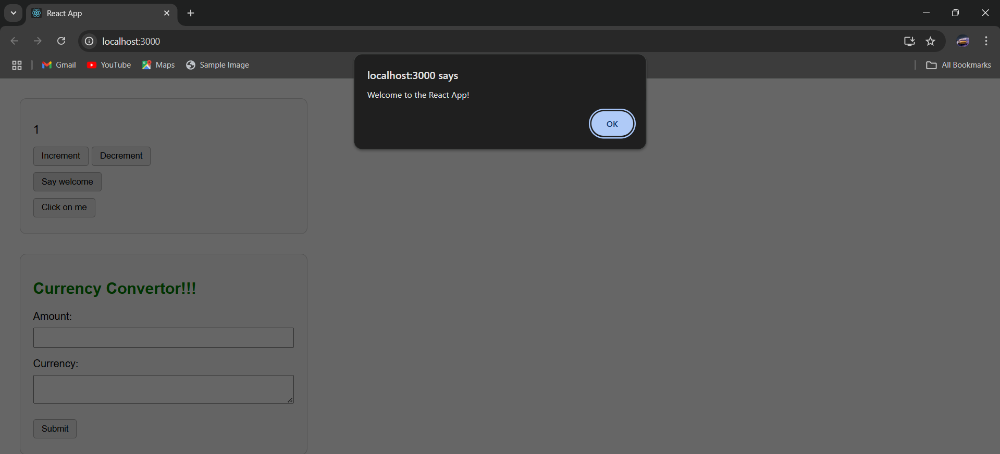 React App
localhost:3000
Gmail YouTube Maps Sample Image All Bookmarks
localhost:3000 says
Welcome to the React App!
OK
1
Increment Decrement
Say welcome
Click on me
Currency Convertor!!!
Amount:
Currency:
Submit